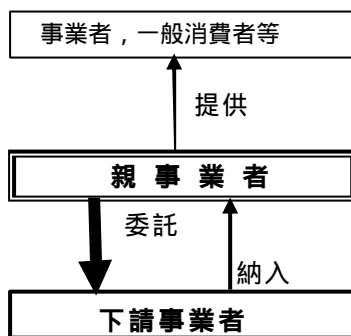 事業者，一般消費者等
提供
親 事 業 者
委託
納入
下請事業者